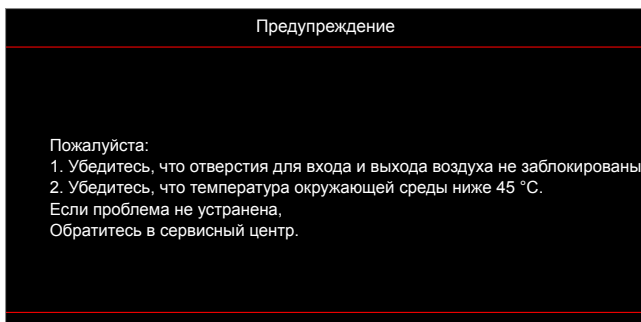 Предупреждение
Пожалуйста:
1. Убедитесь, что отверстия для входа и выхода воздуха не заблокированы
2. Убедитесь, что температура окружающей среды ниже 45 °C.
Если проблема не устранена,
Обратитесь в сервисный центр.